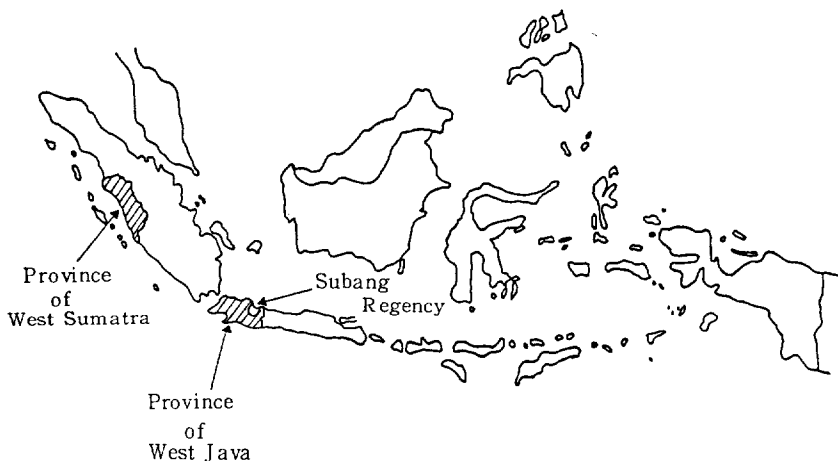 Province
of
West Sumatra
Subang
Regency
Province
of
West Java